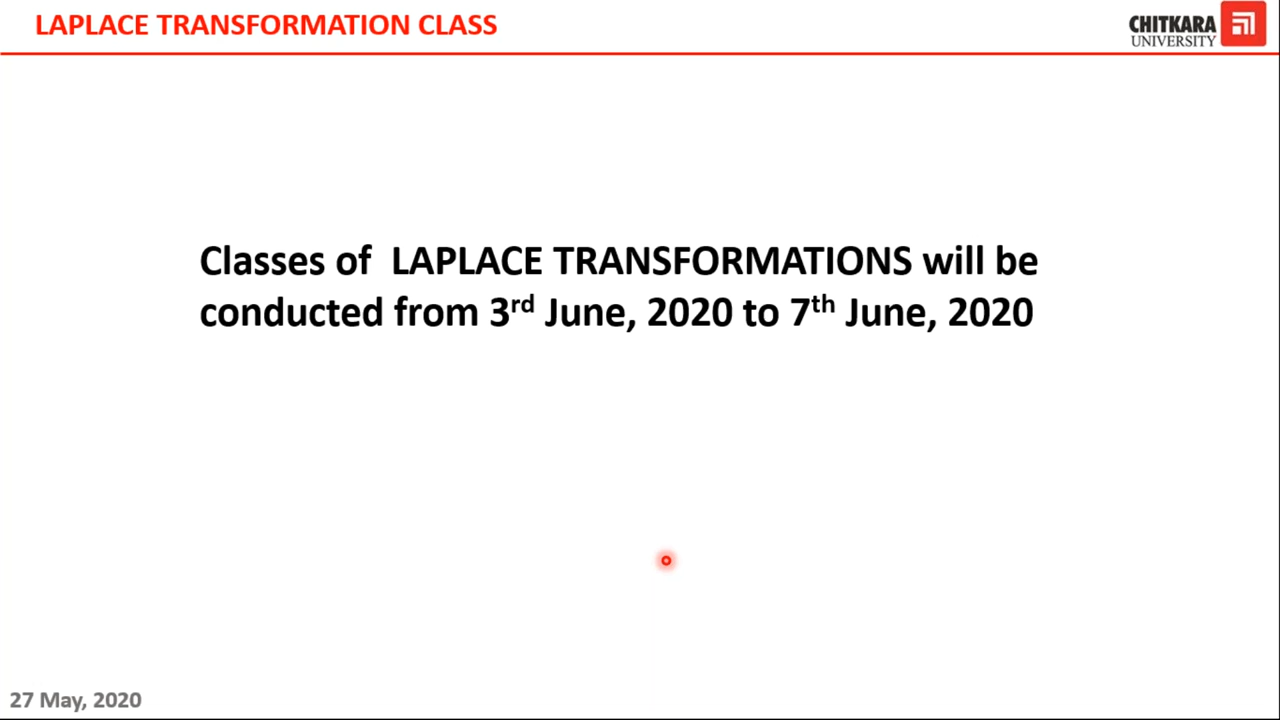 LAPLACE TRANSFORMATION CLASS
CHITKARA
UNIVERSITY
Classes of LAPLACE TRANSFORMATIONS will be
conducted from 3rd June, 2020 to 7th June, 2020
27 May, 2020